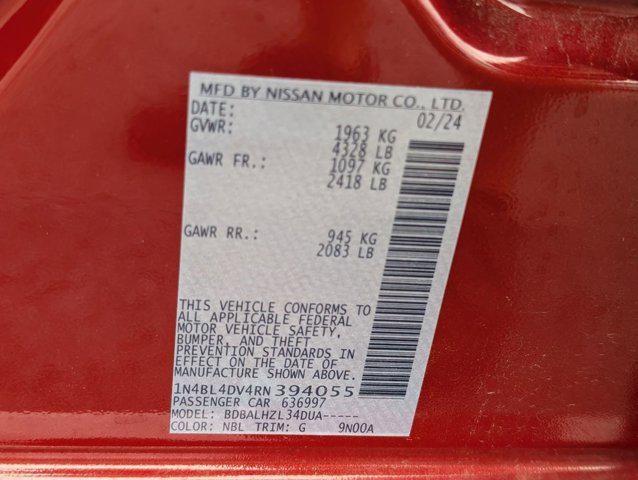 MFD BY NISSAN MOTOR CO., LTD.
DATE: 02/24
GVWR: 1963 KG
4328 LB
GAWR FR.: 1097 KG
2418 LB
GAWR RR.: 945 KG
2083 LB
THIS VEHICLE CONFORMS TO
ALL APPLICABLE FEDERAL
MOTOR VEHICLE SAFETY,
BUMPER, AND THEFT
PREVENTION STANDARDS IN
EFFECT ON THE DATE OF
MANUFACTURE SHOWN ABOVE.
1N4BL4DV4RN394055
PASSENGER CAR 636997
MODEL: BDBALHZL34DUA-----
COLOR: NBL TRIM: G 9N00A